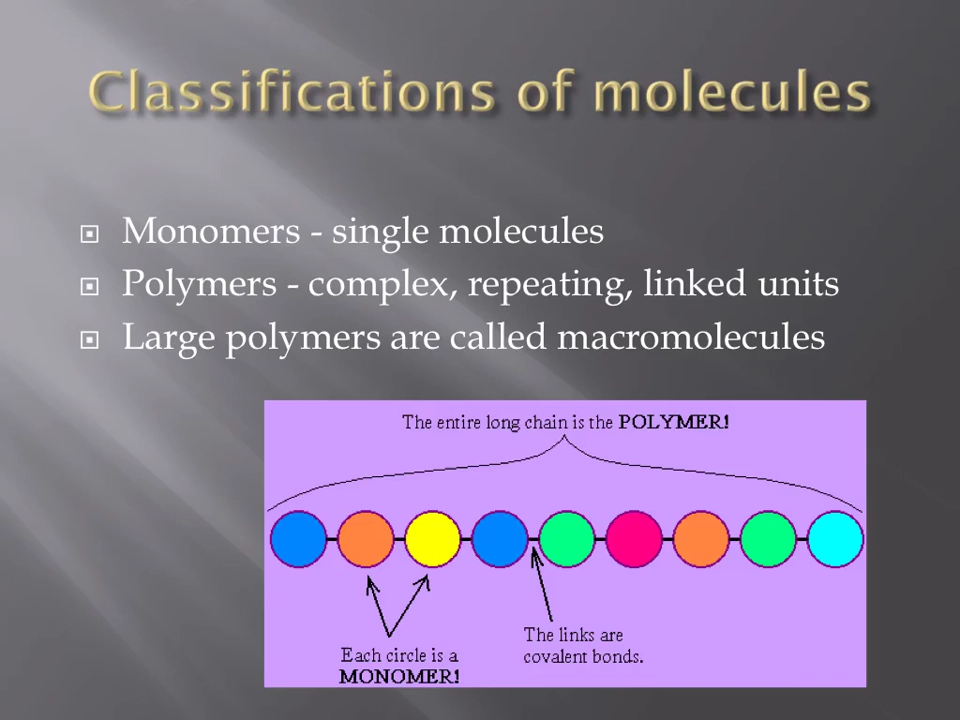 Classifications of molecules
Monomers - single molecules
Polymers - complex, repeating, linked units
Large polymers are called macromolecules
The entire long chain is the POLYMER!
Each circle is a
MONOMER!
The links are
covalent bonds.